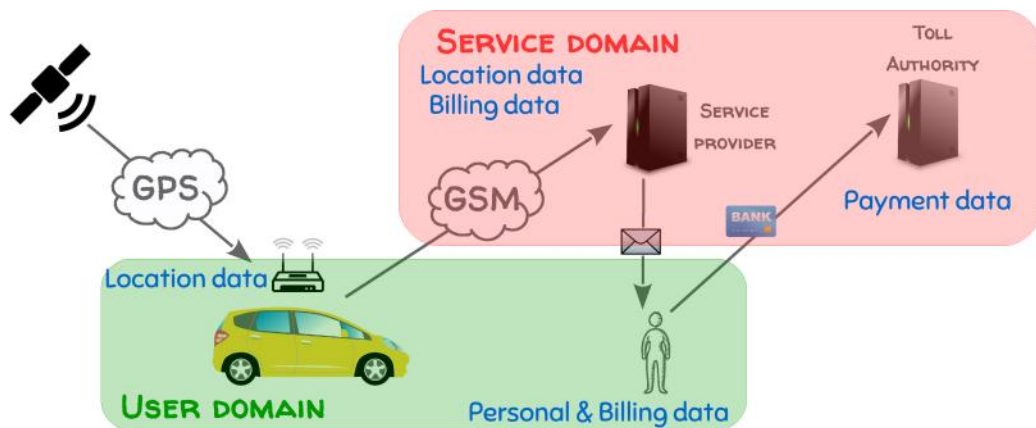 SERVICE DOMAIN
Location data
Billing data
SERVICE
PROVIDER
TOLL
AUTHORITY
Payment data
GPS
GSM
BANK
Location data
USER DOMAIN
Personal & Billing data